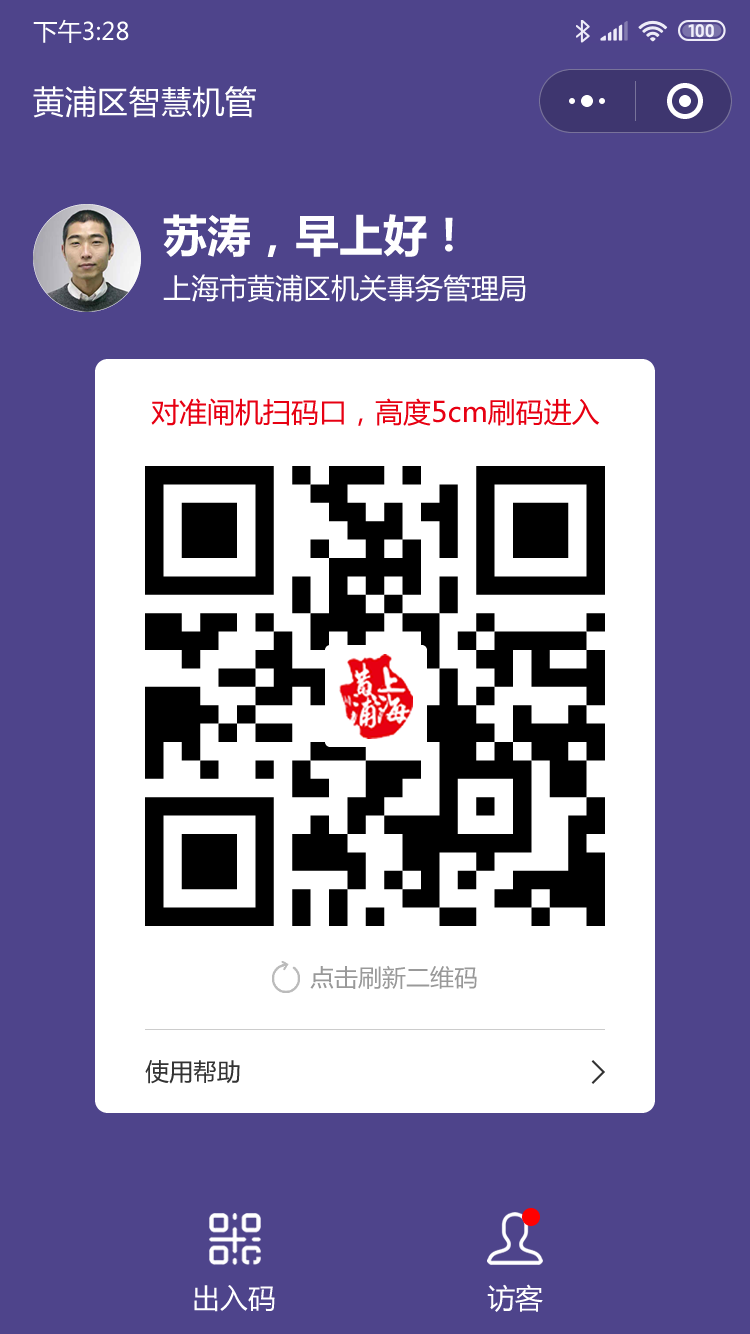 下午3:28
100
黄浦区智慧机管
苏涛，早上好！
上海市黄浦区机关事务管理局
对准闸机扫码口，高度5cm刷码进入
上海
黄浦
点击刷新二维码
使用帮助
出入码
访客